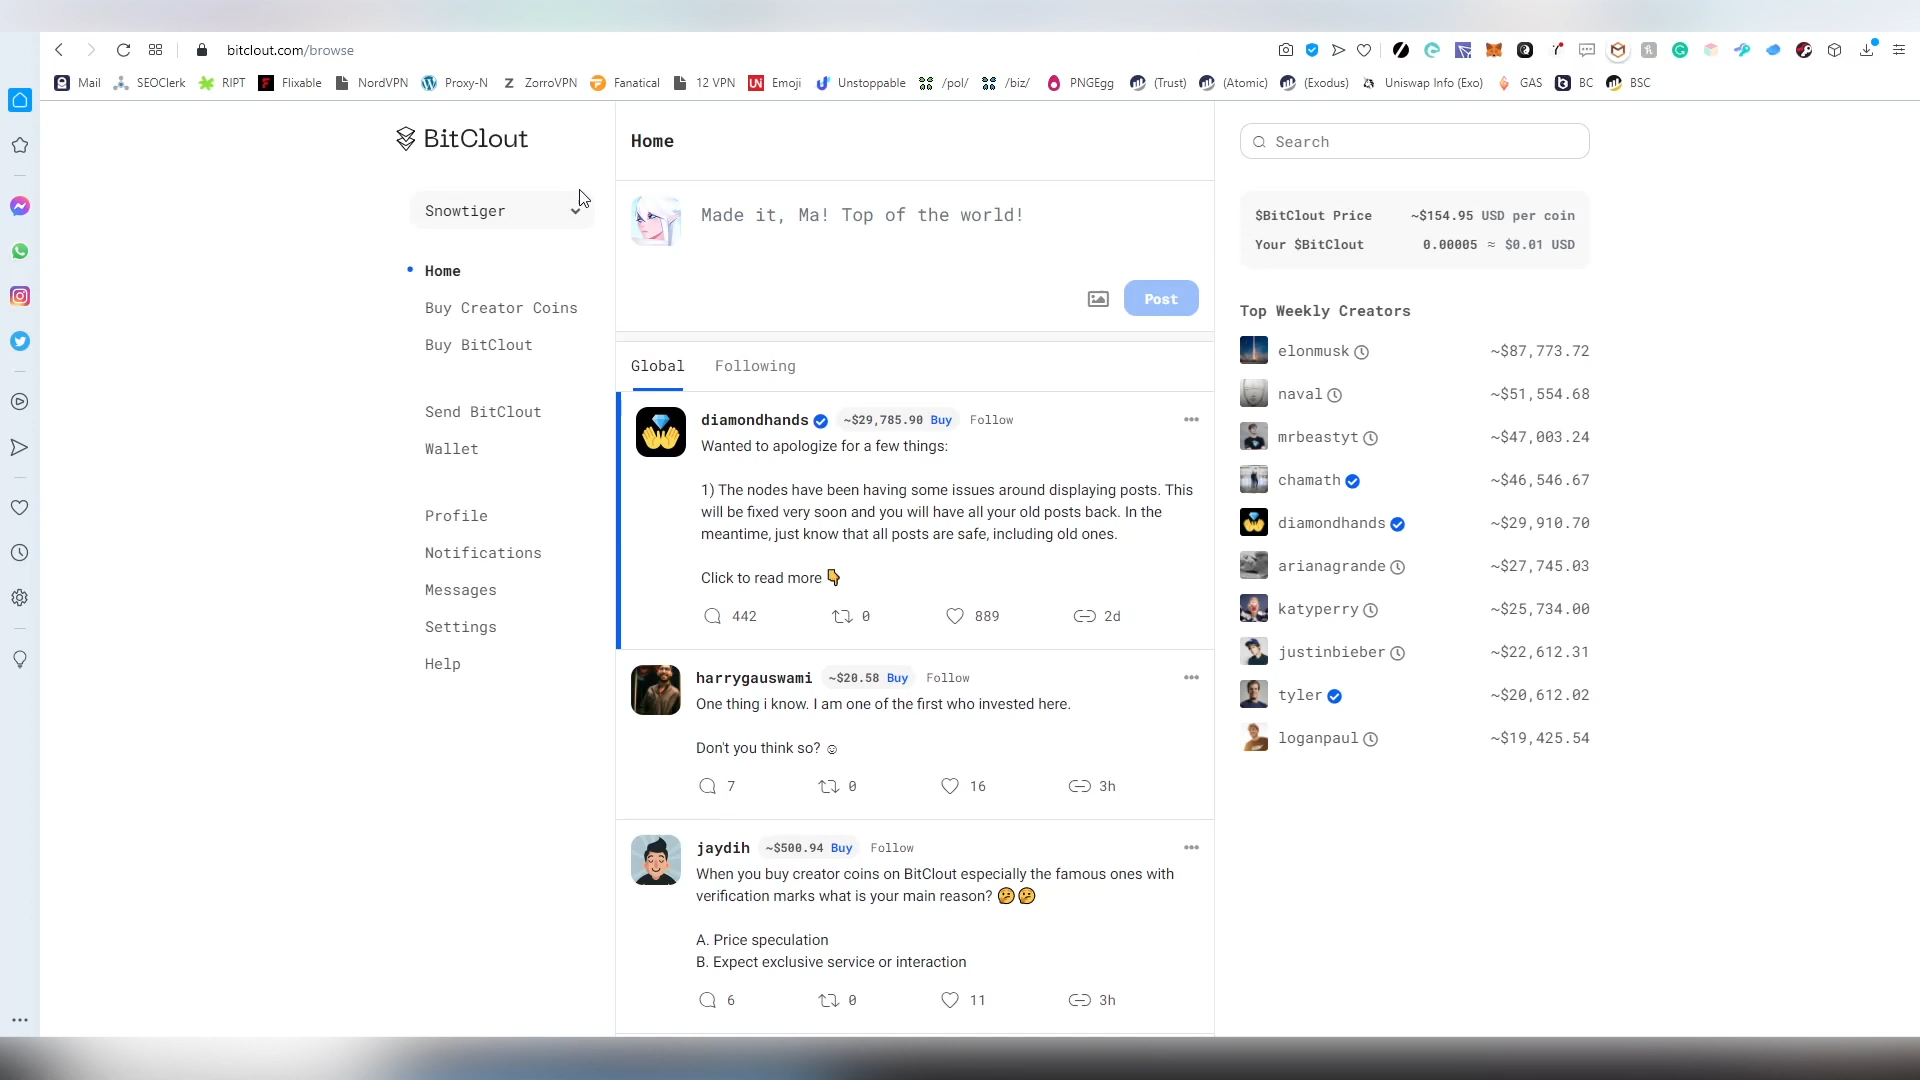 bitclout.com/browse
Mail SEOClerk RIPT Flixable NordVPN Proxy-N ZorroVPN Fanatical 12 VPN Emoji Unstoppable /pol/ /biz/ PNGEgg (Trust) (Atomic) (Exodus) Uniswap Info (Exo) GAS BC BSC
BitClout
Snowtiger
Home
Buy Creator Coins
Buy BitClout
Send BitClout
Wallet
Profile
Notifications
Messages
Settings
Help
Home
Made it, Ma! Top of the world!
Post
Global Following
diamondhands ~$29,785.90 Buy Follow
Wanted to apologize for a few things:
1) The nodes have been having some issues around displaying posts. This
will be fixed very soon and you will have all your old posts back. In the
meantime, just know that all posts are safe, including old ones.
Click to read more 👇
442 0 889 2d
harrygauswami ~$20.58 Buy Follow
One thing i know. I am one of the first who invested here.
Don't you think so? ☺
7 0 16 3h
jaydih ~$500.94 Buy Follow
When you buy creator coins on BitClout especially the famous ones with
verification marks what is your main reason? 🤔🤔
A. Price speculation
B. Expect exclusive service or interaction
6 0 11 3h
Search
$BitClout Price ~$154.95 USD per coin
Your $BitClout 0.00005 ≈ $0.01 USD
Top Weekly Creators
elonmusk ~$87,773.72
naval ~$51,554.68
mrbeastyt ~$47,003.24
chamath ~$46,546.67
diamondhands ~$29,910.70
arianagrande ~$27,745.03
katyperry ~$25,734.00
justinbieber ~$22,612.31
tyler ~$20,612.02
loganpaul ~$19,425.54